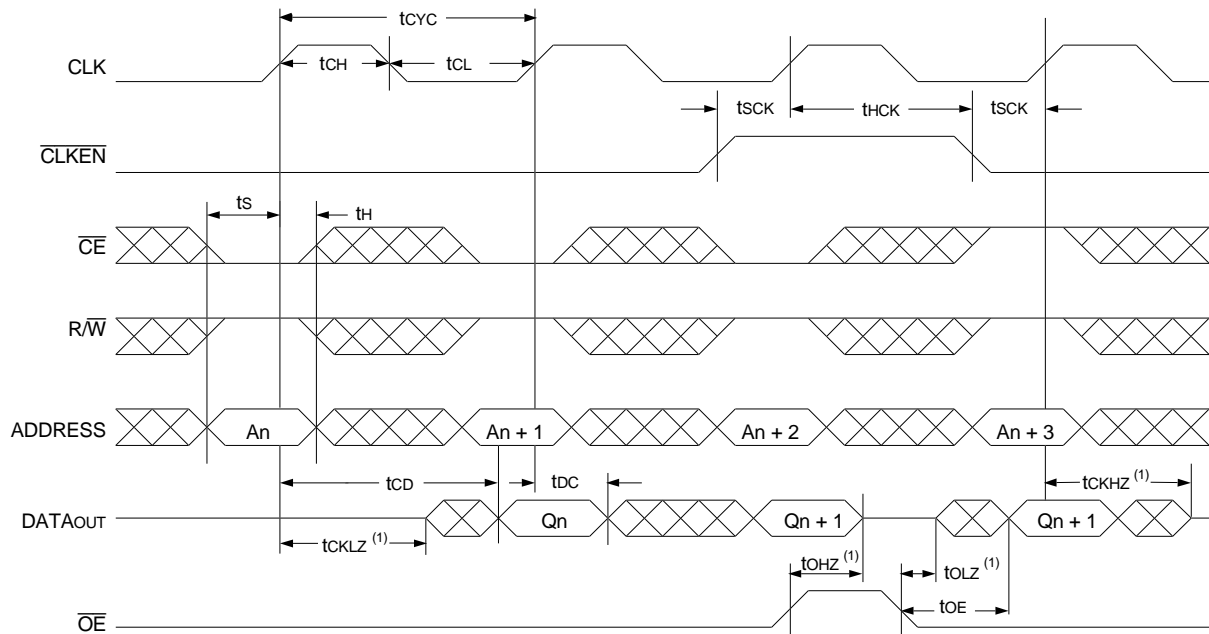 tCYC
CLK
tCH
tCL
tSCK
tHCK
tSCK
CLKEN
tS
tH
CE
R/W
ADDRESS
An
An + 1
An + 2
An + 3
tCD
tDC
tCKHZ (1)
DATAOUT
Qn
Qn + 1
Qn + 1
tCKLZ (1)
tOHZ (1)
tOLZ (1)
tOE
OE